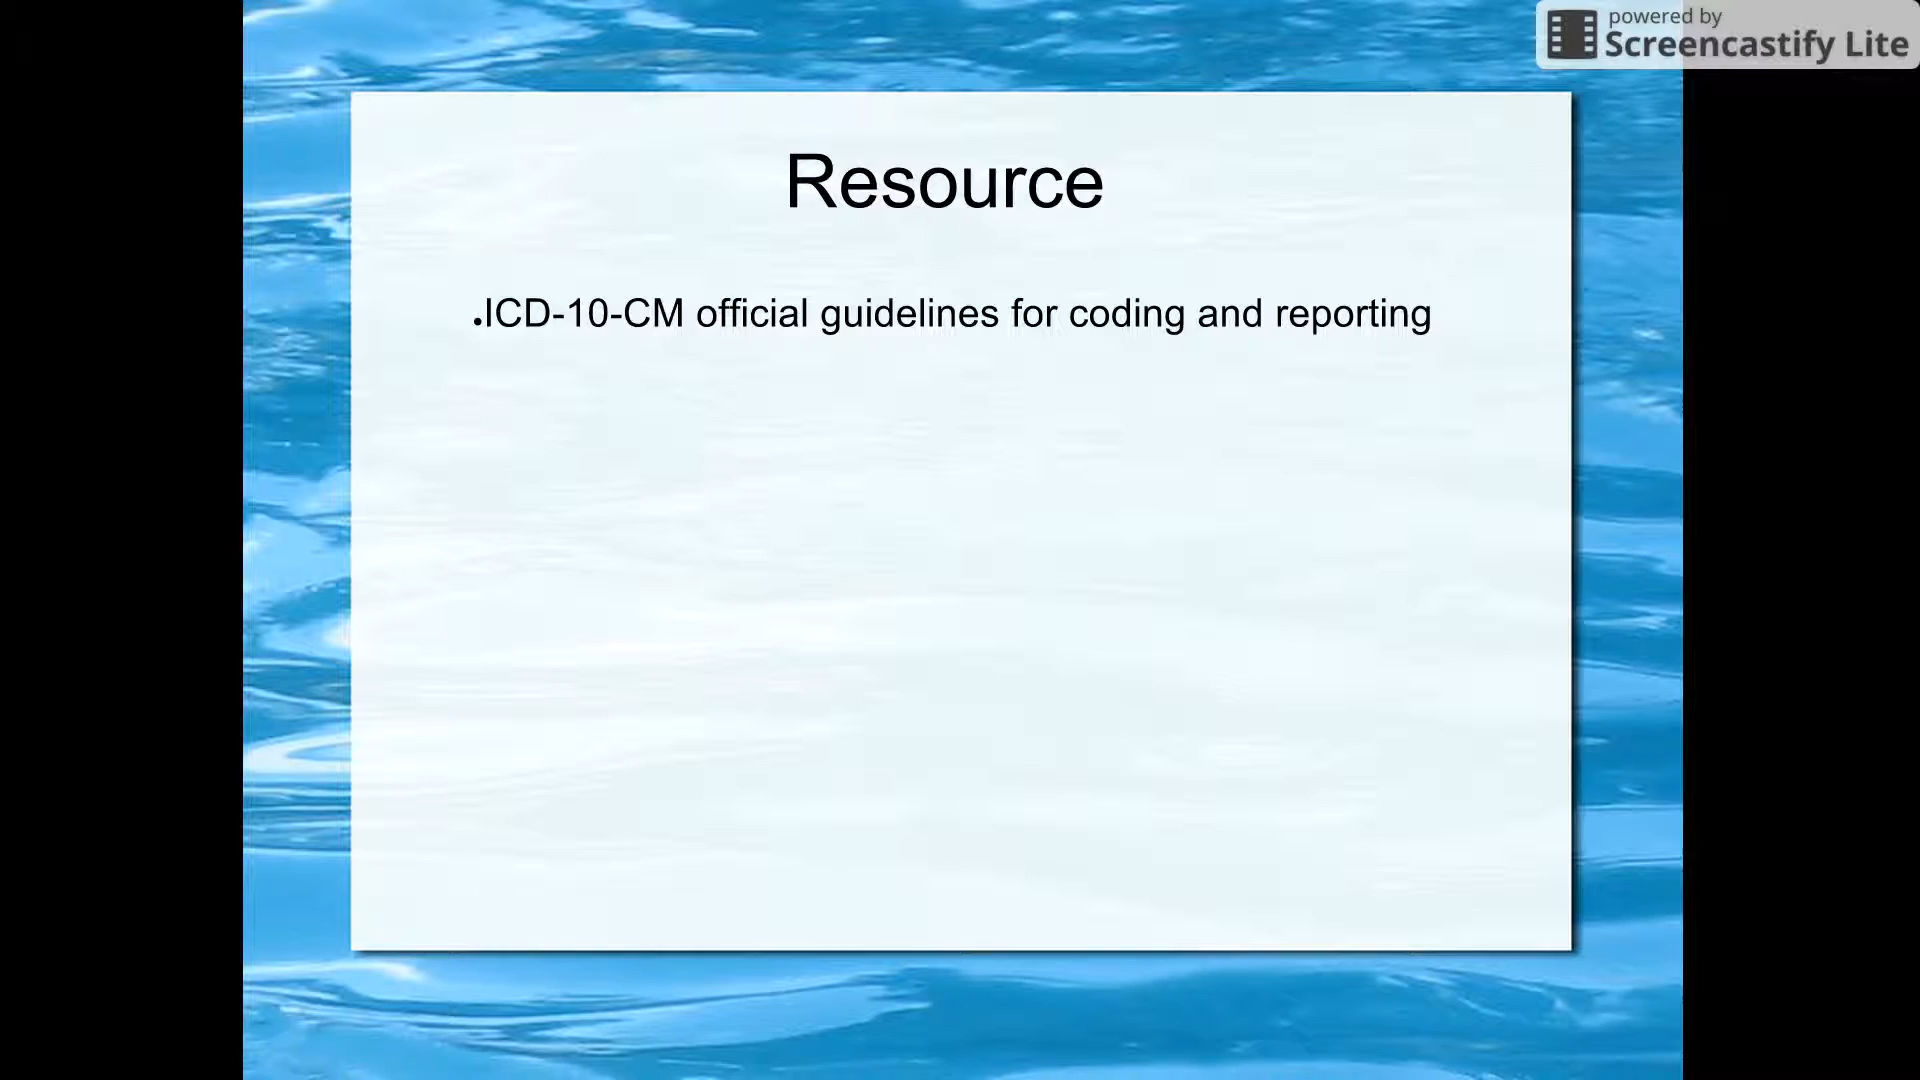 powered by
Screencastify Lite
Resource
.ICD-10-CM official guidelines for coding and reporting